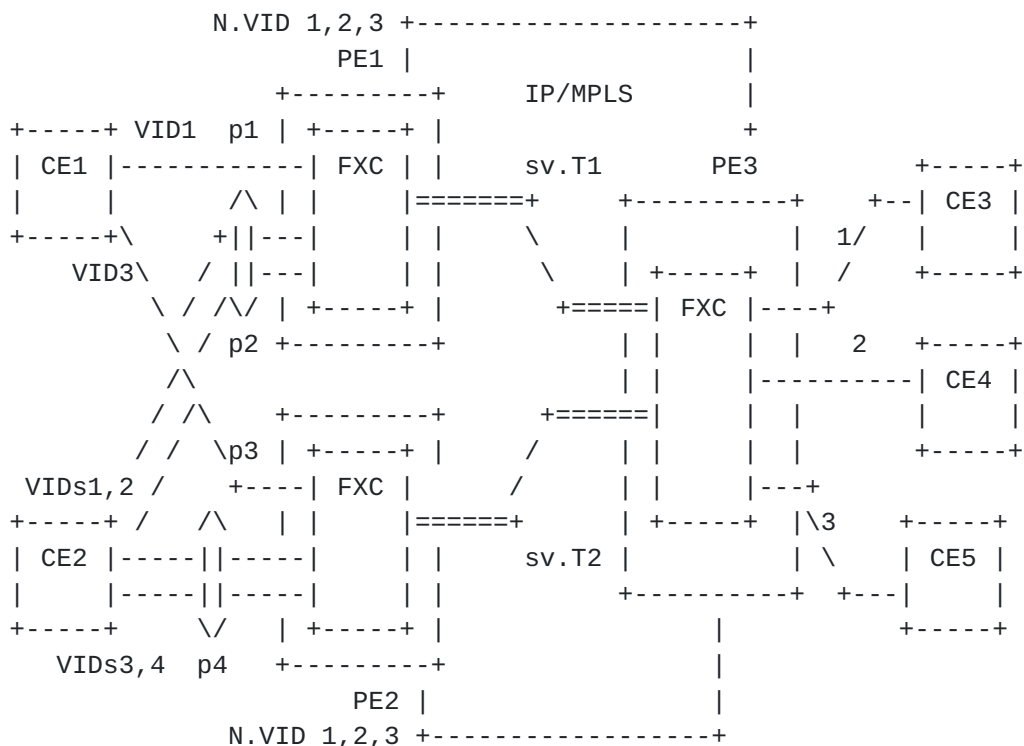 N.VID 1,2,3 +---------------------+
PE1 |                     |
+---------+     IP/MPLS       |
+-----+ VID1  p1 | +-----+ |                   +
| CE1 |------------| FXC | |     sv.T1       PE3         +-----+
|     |       /\ | |     |=======+     +----------+    +--| CE3 |
+-----+\     +||---|     | |     \     |          |  1/   |     |
VID3\   / ||---|     | |      \    | +-----+  |  /    +-----+
\ / /\/ | +-----+ |       +=====| FXC |----+
\ / p2 +---------+           | |     |  |   2   +-----+
/\                           | |     |----------| CE4 |
/ /\    +---------+      +======|     |  |       |     |
/ /  \p3 | +-----+ |     /     | |     |  |       +-----+
VIDs1,2 /    +----| FXC |      /      | |     |---+
+-----+ /   /\   | |     |======+      | +-----+  |\3    +-----+
| CE2 |-----||-----|     | |     sv.T2 |          | \    | CE5 |
|     |-----||-----|     | |           +----------+  +---|     |
+-----+     \/   | +-----+ |                 |           +-----+
VIDs3,4  p4   +---------+                 |
PE2 |                  |
N.VID 1,2,3 +------------------+